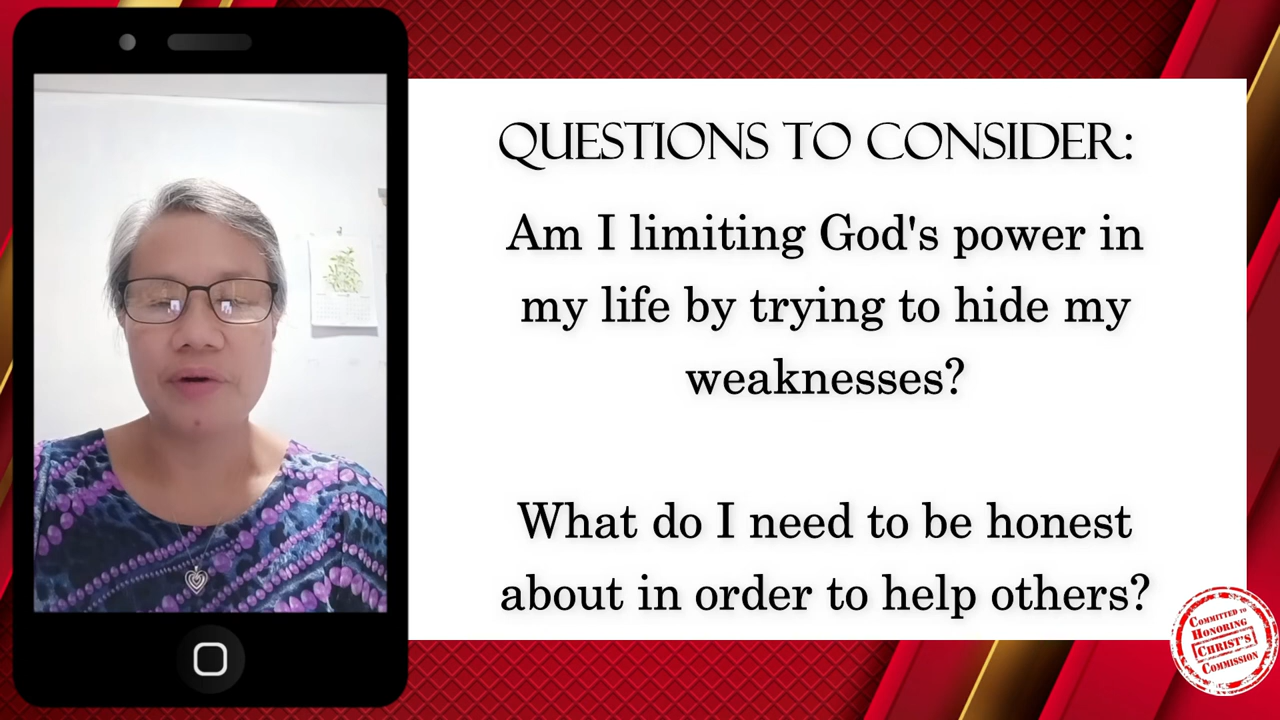 QUESTIONS TO CONSIDER:
Am I limiting God's power in
my life by trying to hide my
weaknesses?
What do I need to be honest
about in order to help others?
COMMITTED TO
HONORING
CHRIST'S
COMMISSION